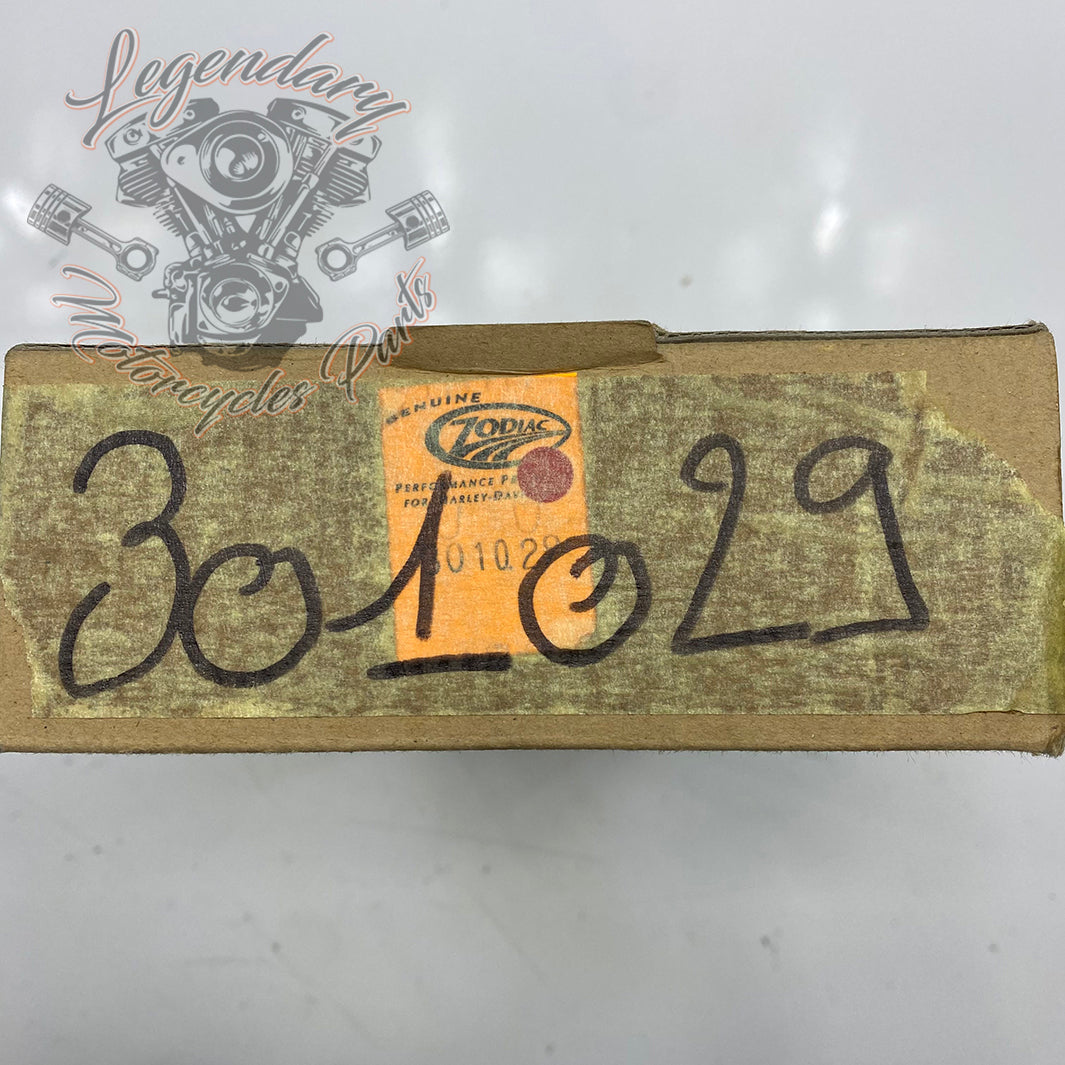 Legendary
Motorcycles Parts
GENUINE
ZODIAC
PERFORMANCE
FOR HARLEY-DAV
301029